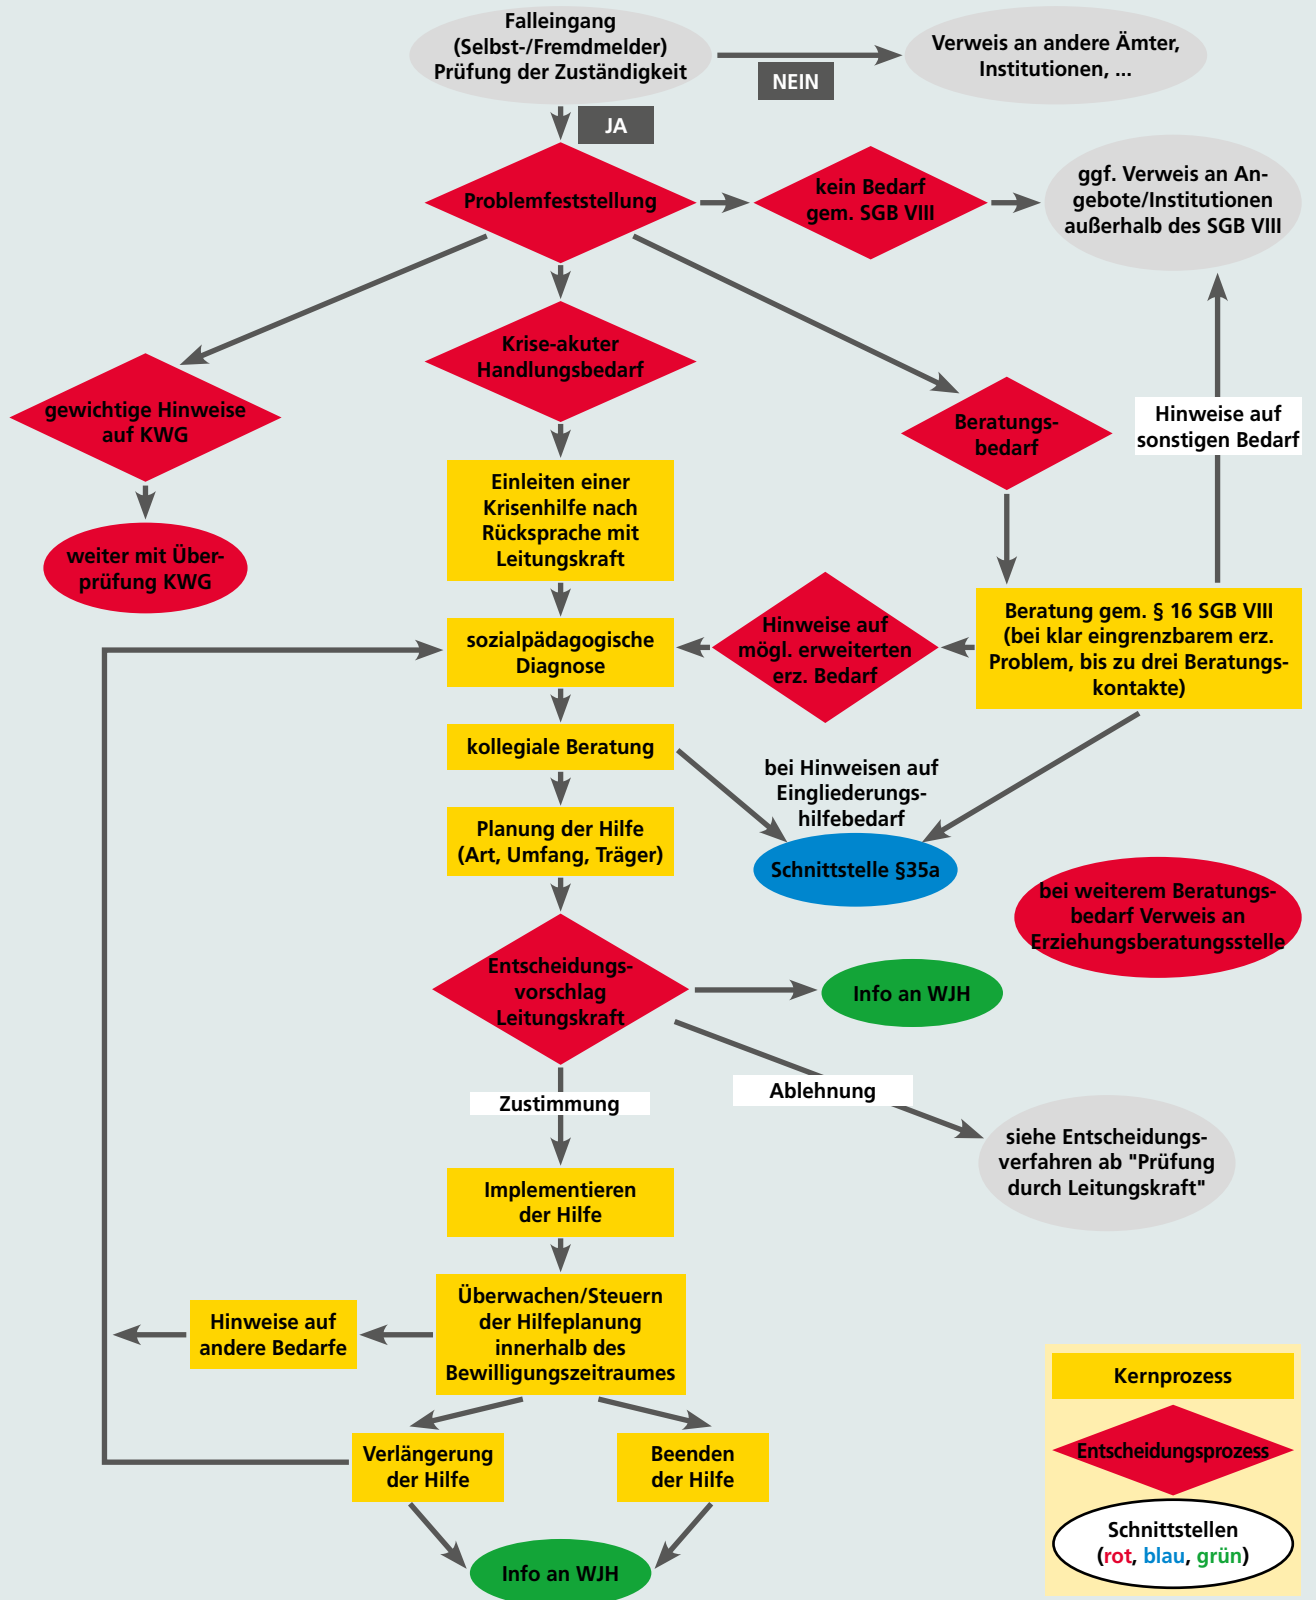 Falleingang
(Selbst-/Fremdmelder)
Prüfung der Zuständigkeit
NEIN
Verweis an andere Ämter,
Institutionen, ...
JA
Problemfeststellung
kein Bedarf
gem. SGB VIII
ggf. Verweis an An-
gebote/Institutionen
außerhalb des SGB VIII
Krise-akuter
Handlungsbedarf
gewichtige Hinweise
auf KWG
Beratungs-
bedarf
Hinweise auf
sonstigen Bedarf
Einleiten einer
Krisenhilfe nach
Rücksprache mit
Leitungskraft
weiter mit Über-
prüfung KWG
Beratung gem. § 16 SGB VIII
(bei klar eingrenzbarem erz.
Problem, bis zu drei Beratungs-
kontakte)
Hinweise auf
mögl. erweiterten
erz. Bedarf
sozialpädagogische
Diagnose
kollegiale Beratung
bei Hinweisen auf
Eingliederungs-
hilfebedarf
Planung der Hilfe
(Art, Umfang, Träger)
Schnittstelle §35a
bei weiterem Beratungs-
bedarf Verweis an
Erziehungsberatungsstelle
Entscheidungs-
vorschlag
Leitungskraft
Info an WJH
Zustimmung
Ablehnung
siehe Entscheidungs-
verfahren ab "Prüfung
durch Leitungskraft"
Implementieren
der Hilfe
Überwachen/Steuern
der Hilfeplanung
innerhalb des
Bewilligungszeitraumes
Hinweise auf
andere Bedarfe
Verlängerung
der Hilfe
Beenden
der Hilfe
Info an WJH
Kernprozess
Entscheidungsprozess
Schnittstellen
(rot, blau, grün)